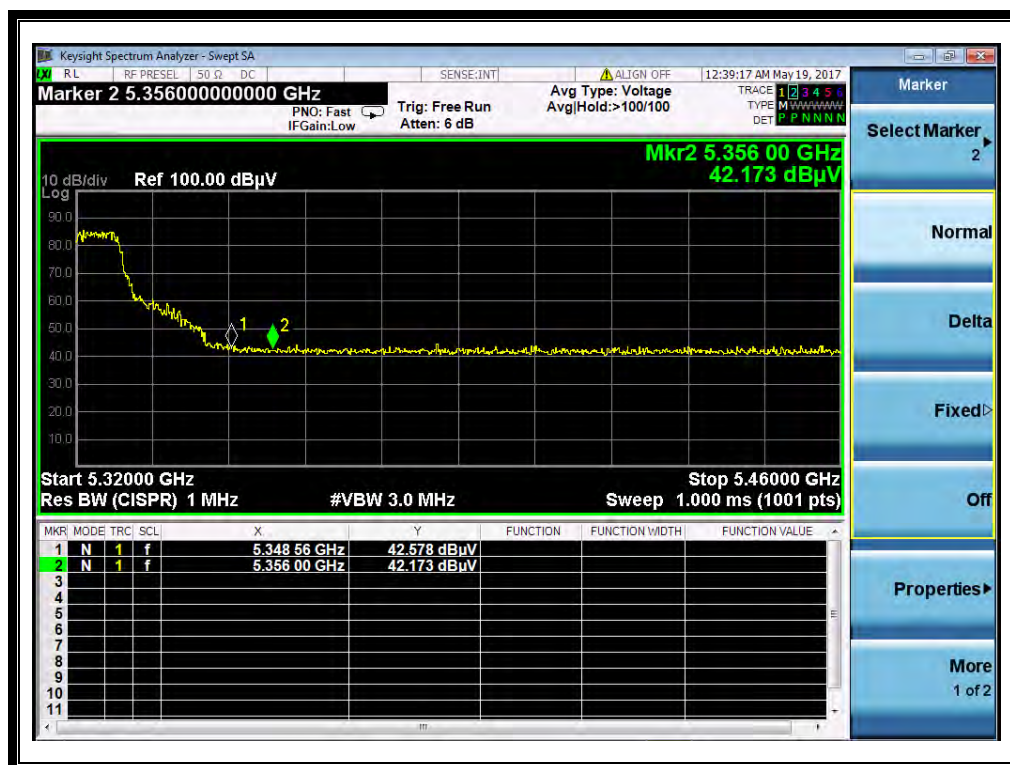 Keysight Spectrum Analyzer - Swept SA
LXI RL RF PRESEL 50 Ω DC SENSE:INT ALIGN OFF 12:39:17 AM May 19, 2017
Marker 2 5.356000000000 GHz
PNO: Fast
IFGain:Low
Trig: Free Run
Atten: 6 dB
Avg Type: Voltage
Avg|Hold:>100/100
TRACE 1 2 3 4 5 6
TYPE M WWWWW
DET P P N N N N
Mkr2 5.356 00 GHz
42.173 dBµV
10 dB/div Ref 100.00 dBµV
Log
90.0
80.0
70.0
60.0
50.0
40.0
30.0
20.0
10.0
1
2
Start 5.32000 GHz Stop 5.46000 GHz
Res BW (CISPR) 1 MHz #VBW 3.0 MHz Sweep 1.000 ms (1001 pts)
MKR MODE TRC SCL X Y FUNCTION FUNCTION WIDTH FUNCTION VALUE
1 N 1 f 5.348 56 GHz 42.578 dBµV
2 N 1 f 5.356 00 GHz 42.173 dBµV
3
4
5
6
7
8
9
10
11
Marker
Select Marker
2
Normal
Delta
Fixed
Off
Properties
More
1 of 2